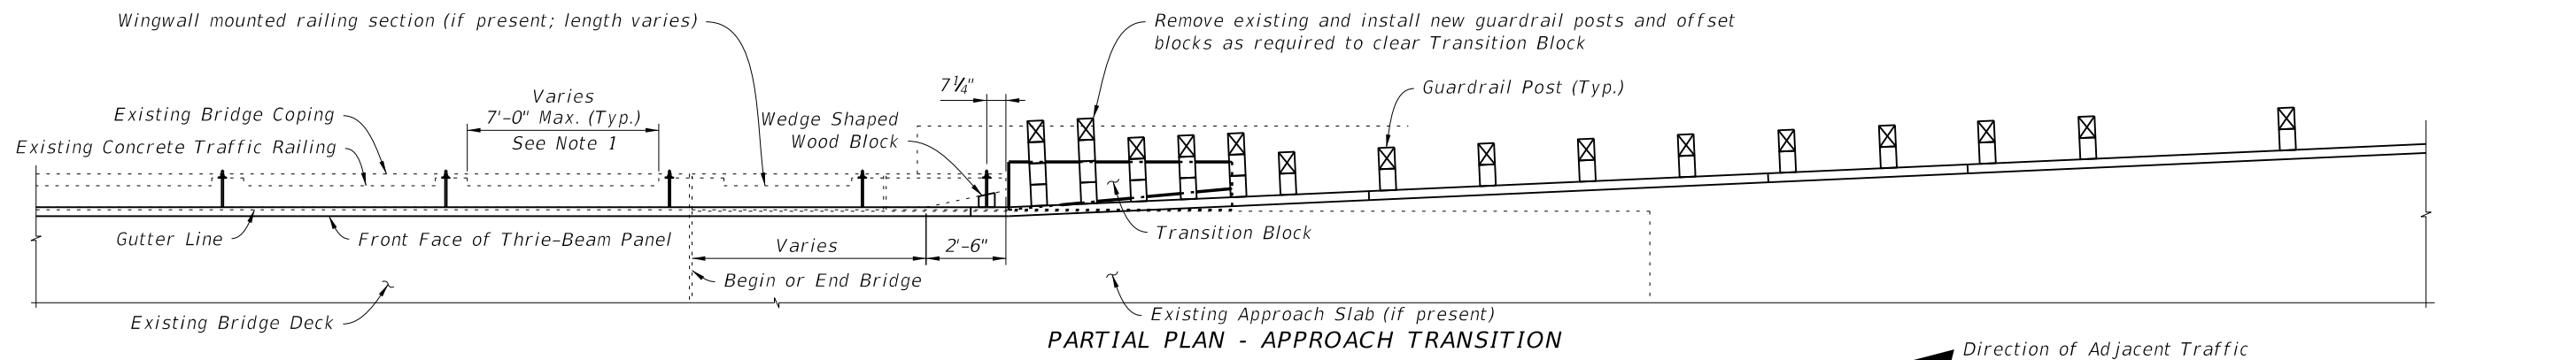 Wingwall mounted railing section (if present; length varies)
Remove existing and install new guardrail posts and offset
blocks as required to clear Transition Block
7¼"
Guardrail Post (Typ.)
Varies
7'-0" Max. (Typ.)
See Note 1
Existing Bridge Coping
Wedge Shaped
Wood Block
Existing Concrete Traffic Railing
Gutter Line
Front Face of Thrie-Beam Panel
Varies
2'-6"
Transition Block
Begin or End Bridge
Existing Bridge Deck
Existing Approach Slab (if present)
PARTIAL PLAN - APPROACH TRANSITION
Direction of Adjacent Traffic